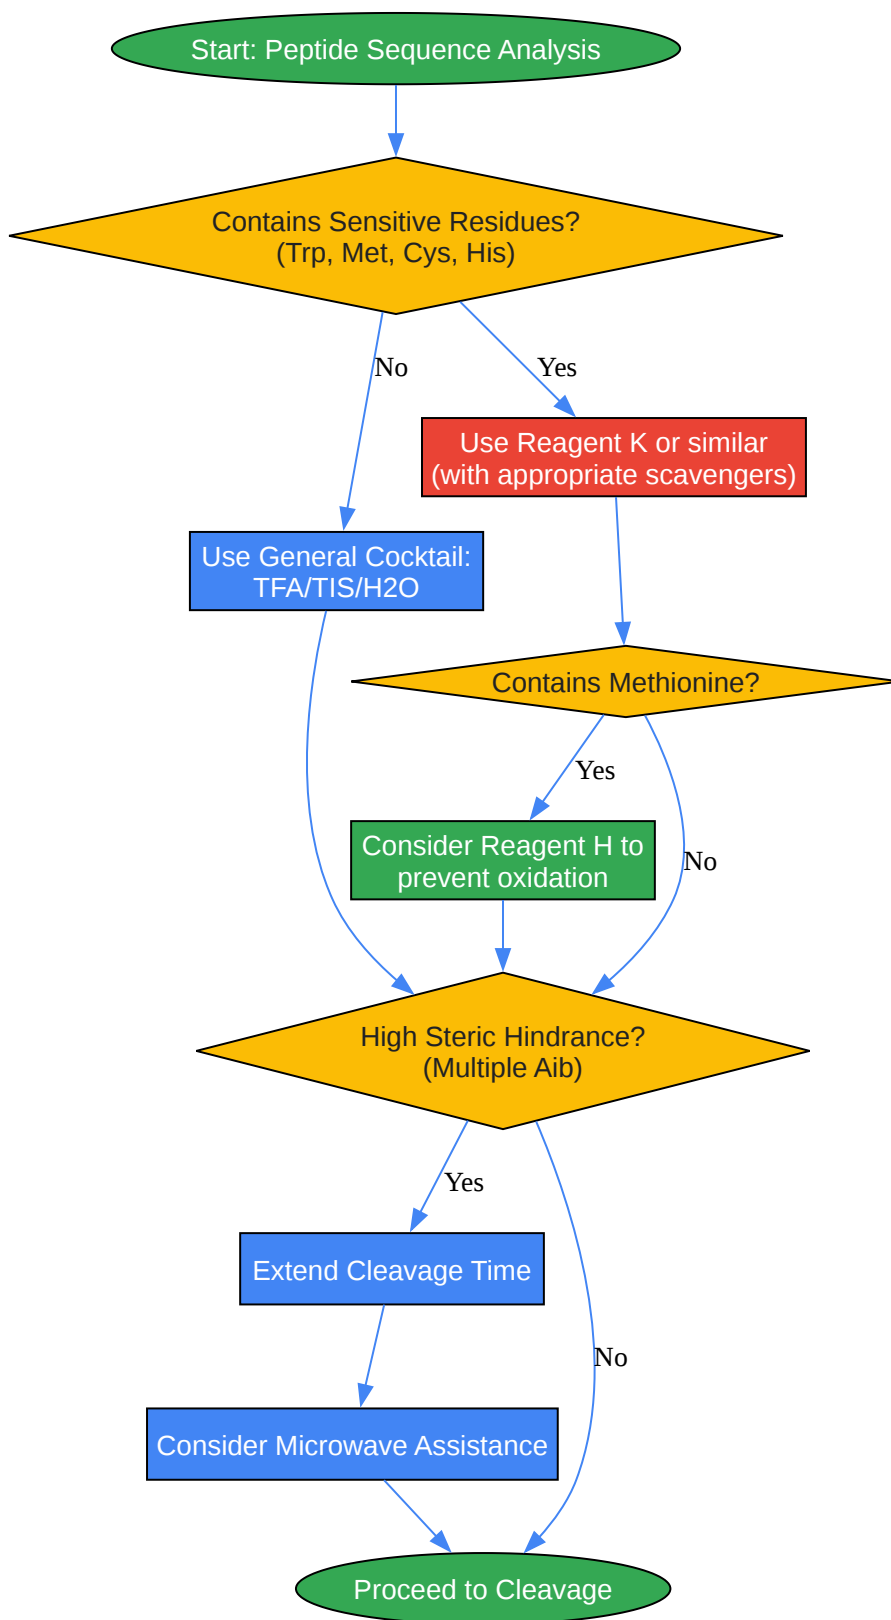 Start: Peptide Sequence Analysis
Contains Sensitive Residues?
(Trp, Met, Cys, His)
No
Yes
Use Reagent K or similar
(with appropriate scavengers)
Use General Cocktail:
TFA/TIS/H2O
Contains Methionine?
Yes
Consider Reagent H to
prevent oxidation
No
High Steric Hindrance?
(Multiple Aib)
Yes
Extend Cleavage Time
No
Consider Microwave Assistance
Proceed to Cleavage